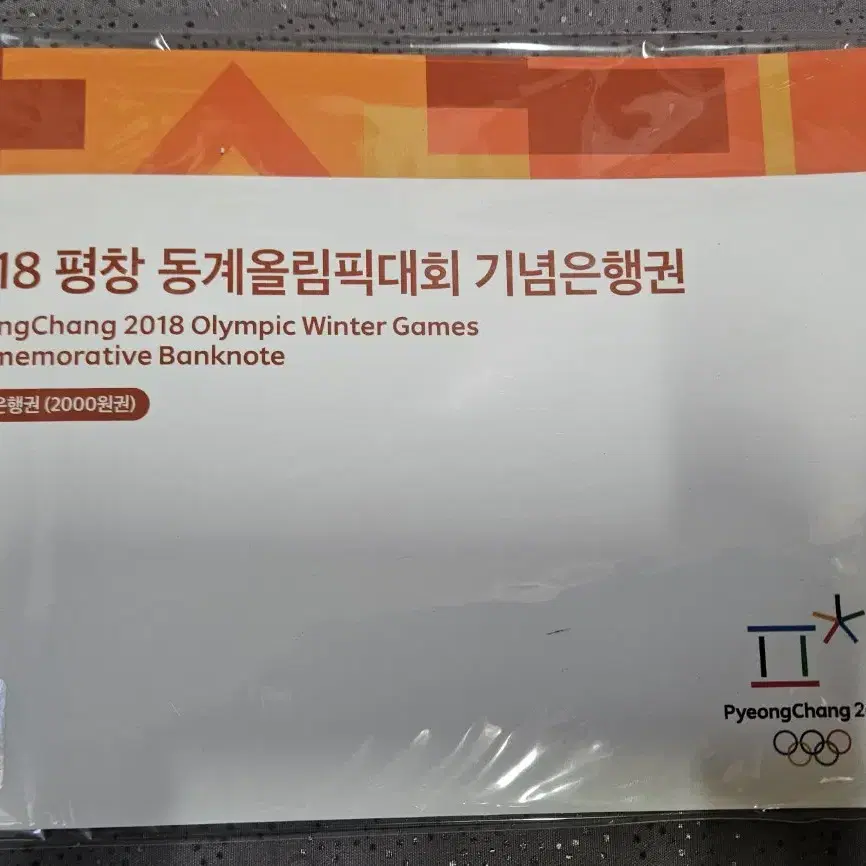 18 평창 동계올림픽대회 기념은행권
ngChang 2018 Olympic Winter Games
memorative Banknote
은행권 (2000원권)
PyeongChang 2